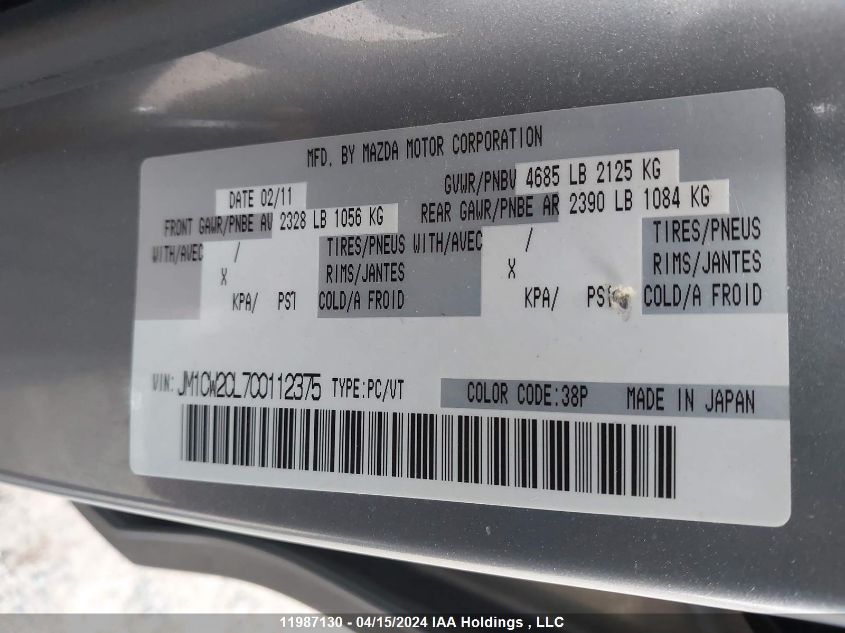 MFD. BY MAZDA MOTOR CORPORATION
DATE 02/11 GVWR/PNBV 4685 LB 2125 KG
FRONT GAWR/PNBE AV 2328 LB 1056 KG REAR GAWR/PNBE AR 2390 LB 1084 KG
WITH/AVEC / TIRES/PNEUS WITH/AVEC / TIRES/PNEUS
X RIMS/JANTES X RIMS/JANTES
KPA/ PSI COLD/A FROID KPA/ PSI COLD/A FROID
VIN: JM1CW2CL7C0112375 TYPE:PC/VT COLOR CODE:38P MADE IN JAPAN
11987130 - 04/15/2024 IAA Holdings , LLC